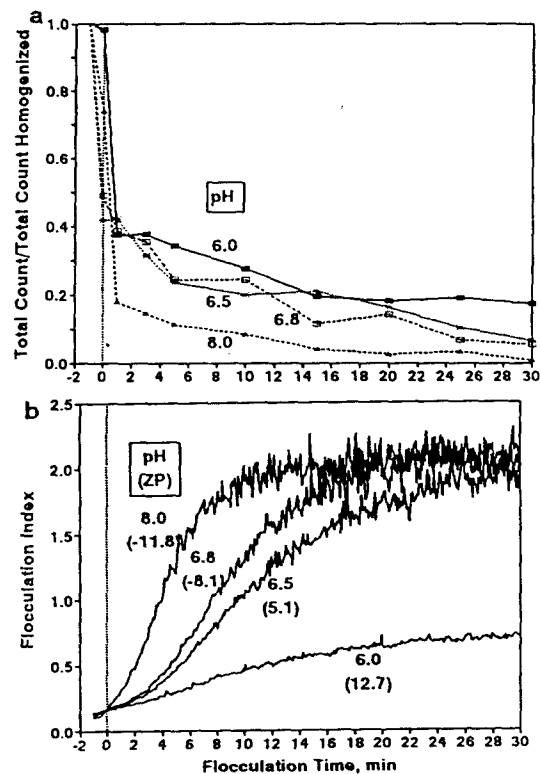 a
1.0
0.8
0.6
0.4
0.2
0.0
Total Count/Total Count Homogenized
pH
6.0
6.5
6.8
8.0
-2 0 2 4 6 8 10 12 14 16 18 20 22 24 26 28 30
b
2.5
2.0
1.5
1.0
0.5
0.0
Flocculation Index
pH
(ZP)
8.0
(-11.8)
6.8
(-8.1)
6.5
(5.1)
6.0
(12.7)
-2 0 2 4 6 8 10 12 14 16 18 20 22 24 26 28 30
Flocculation Time, min